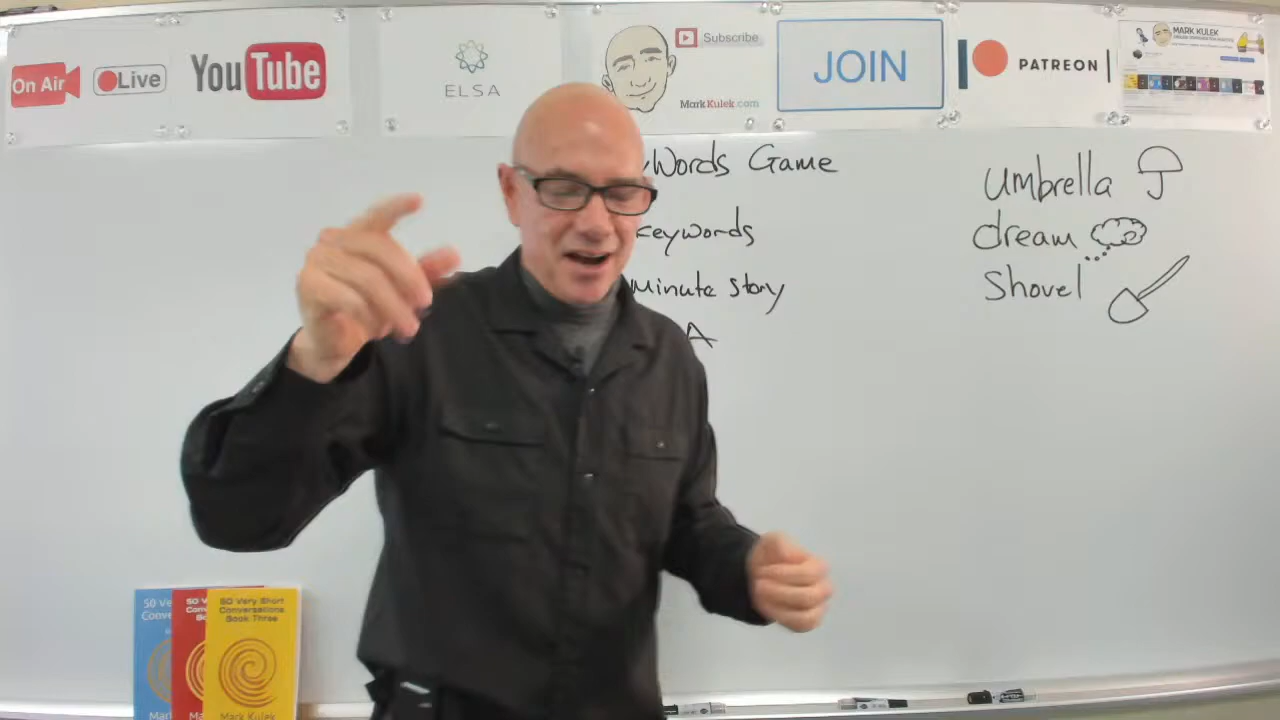 On Air
Live
YouTube
ELSA
Subscribe
MarkKulek.com
JOIN
PATREON
MARK KULEK
Words Game
keywords
minute story
A
Umbrella
dream
Shovel
50 Very Short
Conversations
Book Three
Mark Kulek